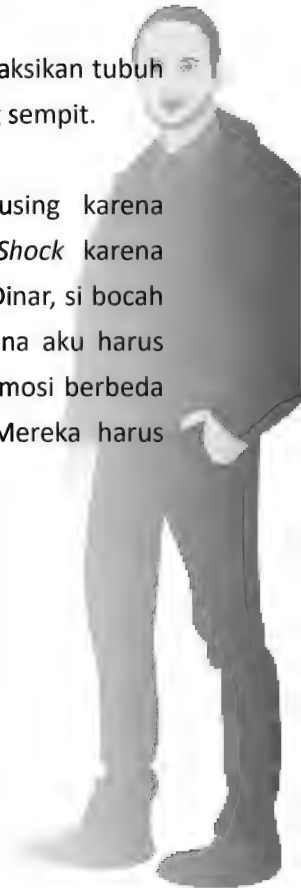 aksikan tubuh
sempit.
using karena
Shock karena
Dinar, si bocah
na aku harus
mosi berbeda
Mereka harus